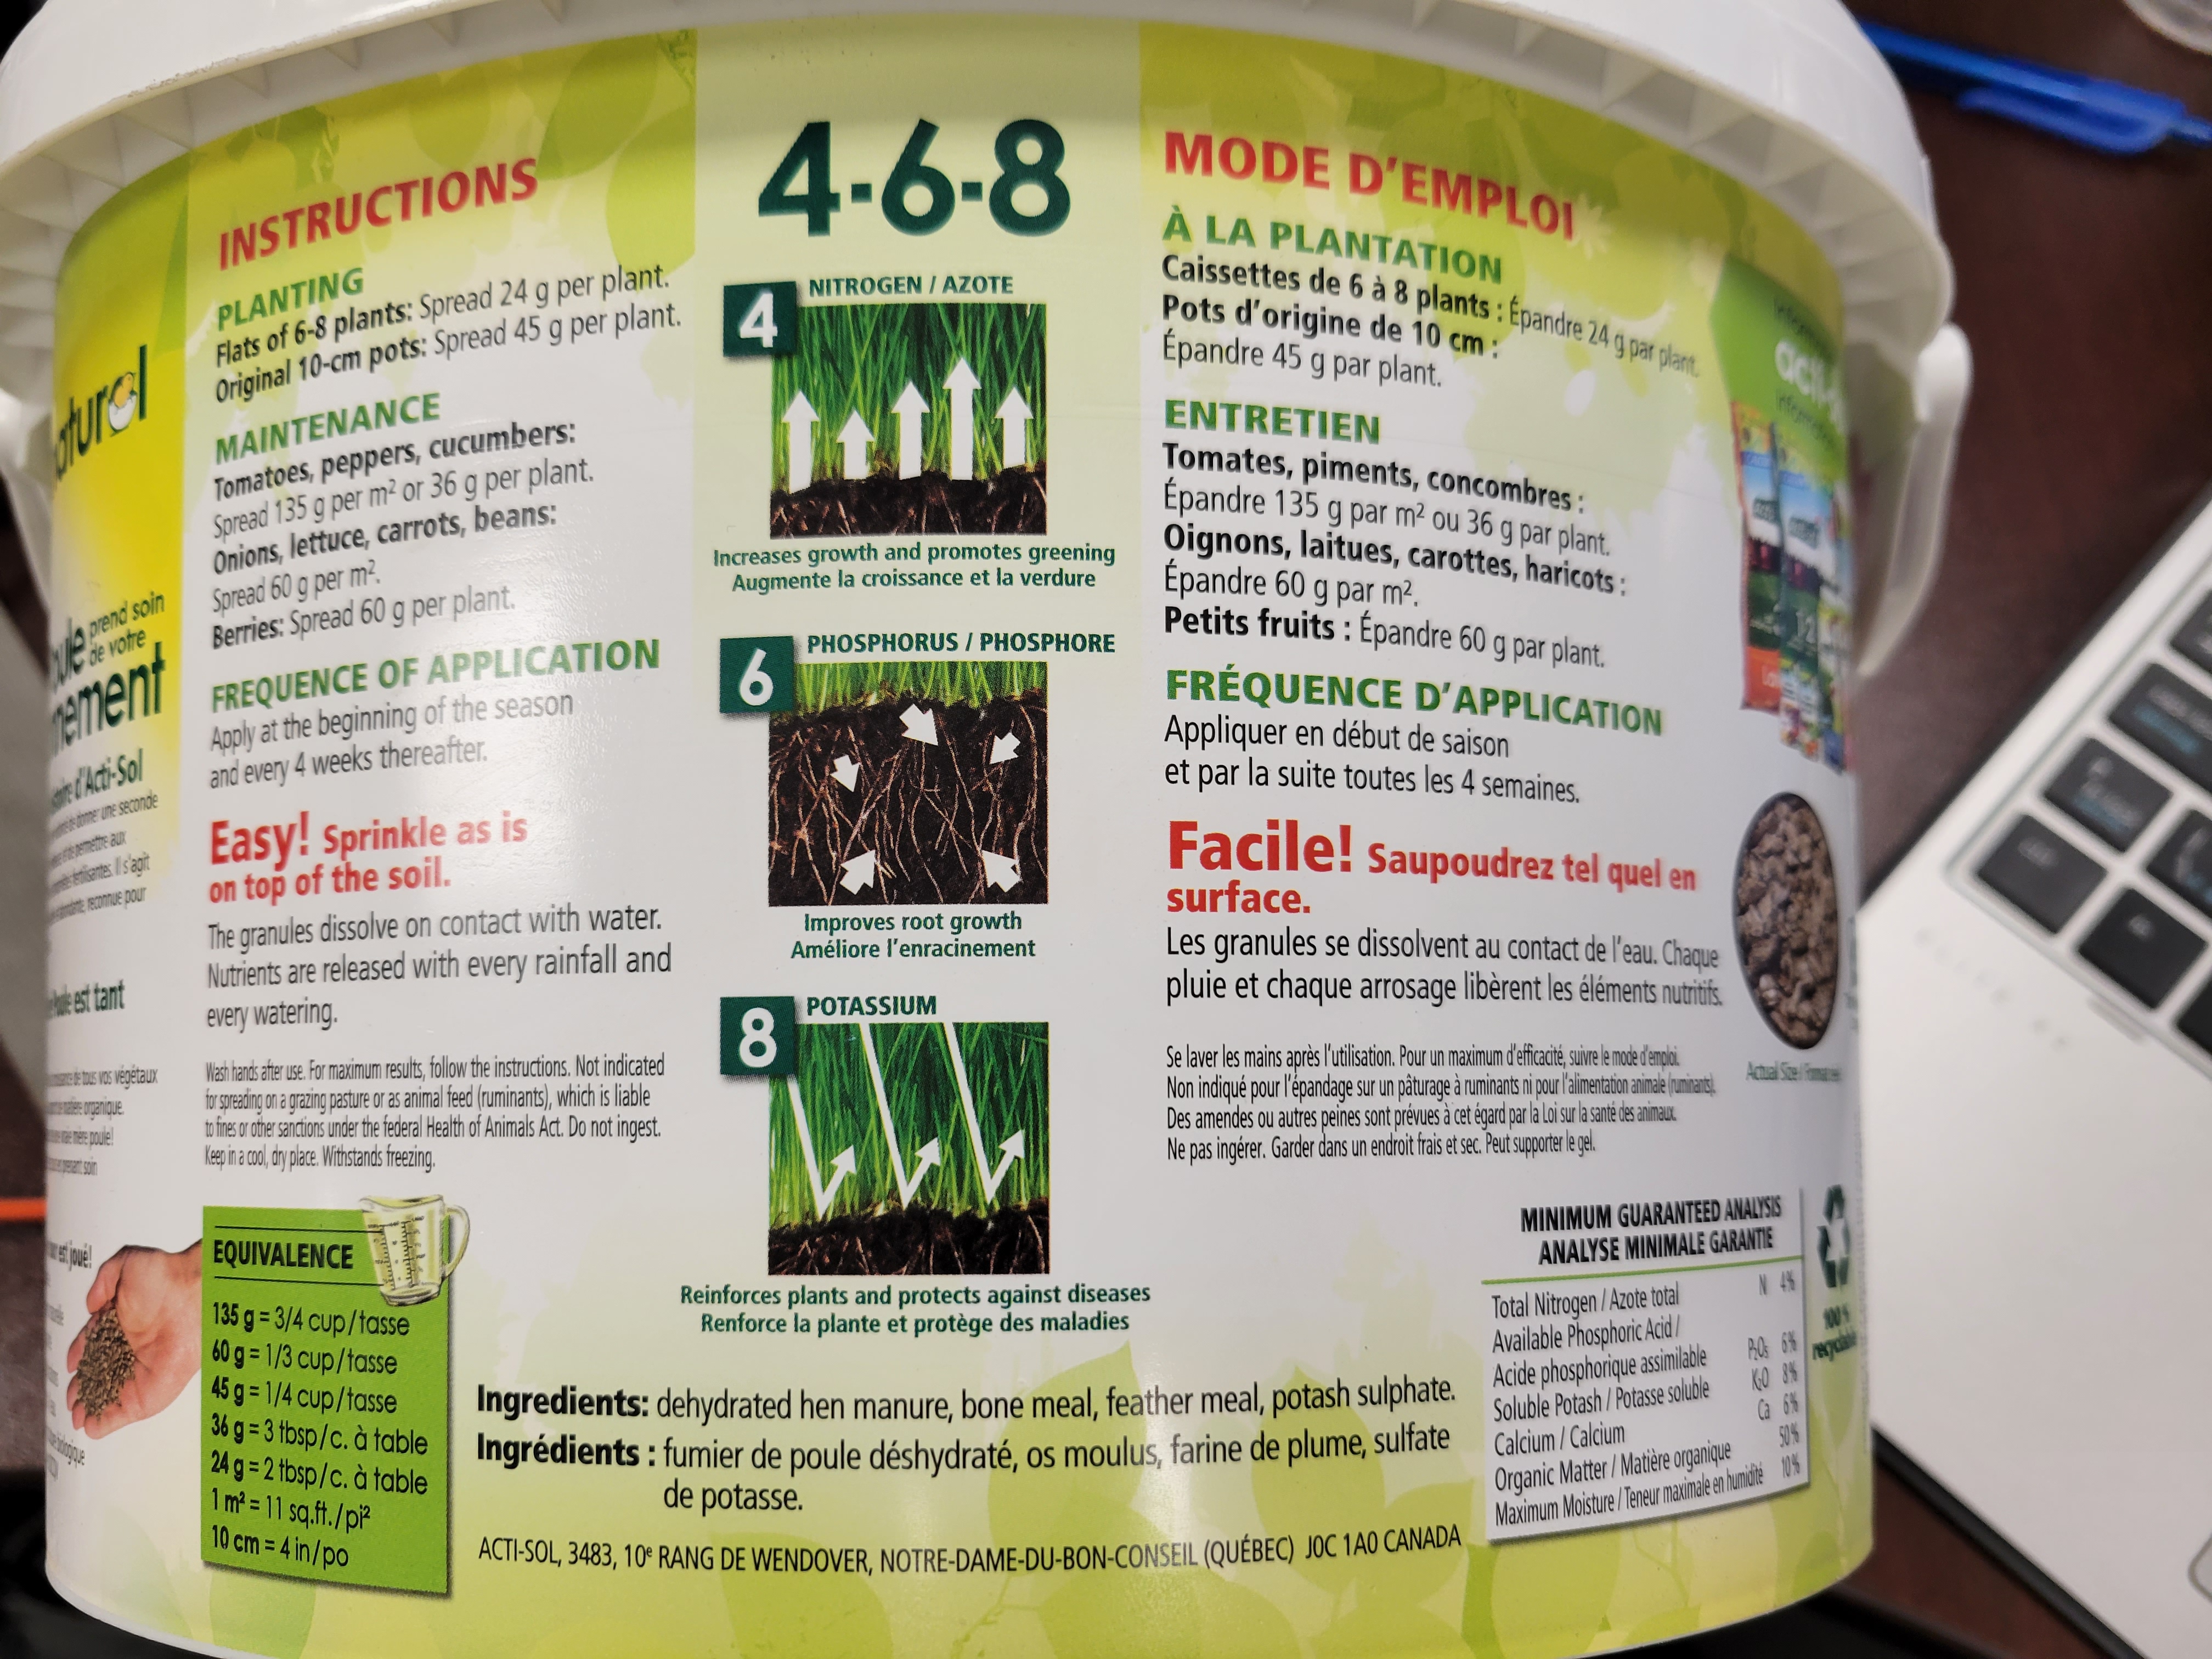 prend soin
de votre
d'Acti-Sol
est tant
INSTRUCTIONS
PLANTING
Flats of 6-8 plants: Spread 24 g per plant.
Original 10-cm pots: Spread 45 g per plant.
MAINTENANCE
Tomatoes, peppers, cucumbers:
Spread 135 g per m² or 36 g per plant.
Onions, lettuce, carrots, beans:
Spread 60 g per m².
Berries: Spread 60 g per plant.
FREQUENCE OF APPLICATION
Apply at the beginning of the season
and every 4 weeks thereafter.
Easy! Sprinkle as is
on top of the soil.
The granules dissolve on contact with water.
Nutrients are released with every rainfall and
every watering.
Wash hands after use. For maximum results, follow the instructions. Not indicated
for spreading on a grazing pasture or as animal feed (ruminants), which is liable
to fines or other sanctions under the federal Health of Animals Act. Do not ingest.
Keep in a cool, dry place. Withstands freezing.
EQUIVALENCE
135 g = 3/4 cup/tasse
60 g = 1/3 cup/tasse
45 g = 1/4 cup/tasse
36 g = 3 tbsp/c. à table
24 g = 2 tbsp/c. à table
1 m² = 11 sq.ft./pi²
10 cm = 4 in/po
4-6-8
4 NITROGEN / AZOTE
Increases growth and promotes greening
Augmente la croissance et la verdure
6 PHOSPHORUS / PHOSPHORE
Improves root growth
Améliore l'enracinement
8 POTASSIUM
Reinforces plants and protects against diseases
Renforce la plante et protège des maladies
MODE D'EMPLOI
À LA PLANTATION
Caissettes de 6 à 8 plants : Épandre 24 g par plant.
Pots d'origine de 10 cm :
Épandre 45 g par plant.
ENTRETIEN
Tomates, piments, concombres :
Épandre 135 g par m² ou 36 g par plant.
Oignons, laitues, carottes, haricots :
Épandre 60 g par m².
Petits fruits : Épandre 60 g par plant.
FRÉQUENCE D'APPLICATION
Appliquer en début de saison
et par la suite toutes les 4 semaines.
Facile! Saupoudrez tel quel en
surface.
Les granules se dissolvent au contact de l'eau. Chaque
pluie et chaque arrosage libèrent les éléments nutritifs.
Se laver les mains après l'utilisation. Pour un maximum d'efficacité, suivre le mode d'emploi.
Non indiqué pour l'épandage sur un pâturage à ruminants ni pour l'alimentation animale (ruminants).
Des amendes ou autres peines sont prévues à cet égard par la Loi sur la santé des animaux.
Ne pas ingérer. Garder dans un endroit frais et sec. Peut supporter le gel.
Actual Size /
MINIMUM GUARANTEED ANALYSIS
ANALYSE MINIMALE GARANTIE
Total Nitrogen / Azote total N 4%
Available Phosphoric Acid /
Acide phosphorique assimilable P₂O₅ 6%
Soluble Potash / Potasse soluble K₂O 8%
Calcium / Calcium Ca 6%
Organic Matter / Matière organique 50%
Maximum Moisture / Teneur maximale en humidité 10%
100%
Ingredients: dehydrated hen manure, bone meal, feather meal, potash sulphate.
Ingrédients : fumier de poule déshydraté, os moulus, farine de plume, sulfate
de potasse.
ACTI-SOL, 3483, 10e RANG DE WENDOVER, NOTRE-DAME-DU-BON-CONSEIL (QUÉBEC) J0C 1A0 CANADA